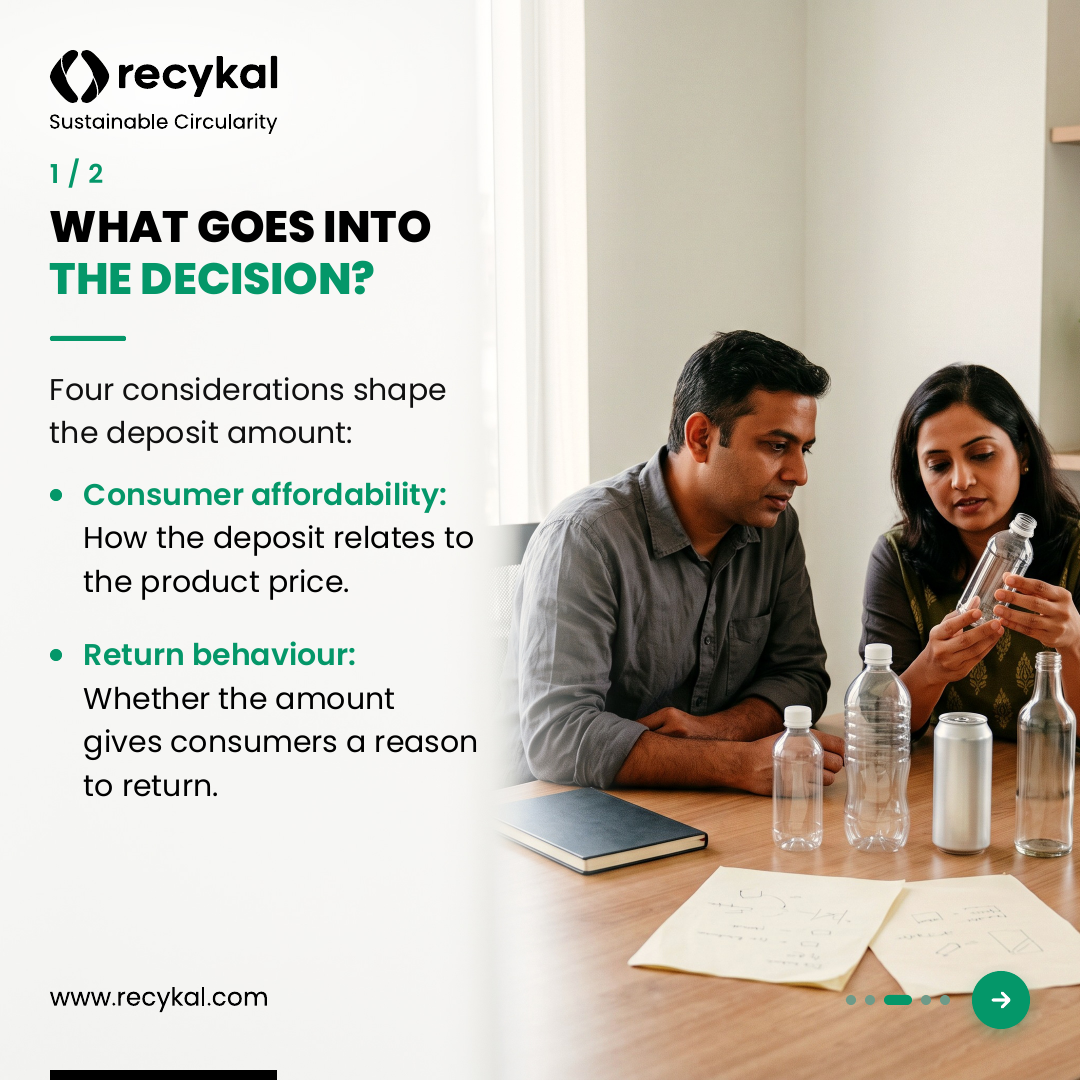 recykal
Sustainable Circularity
1 / 2
WHAT GOES INTO
THE DECISION?
Four considerations shape
the deposit amount:
• Consumer affordability:
How the deposit relates to
the product price.
• Return behaviour:
Whether the amount
gives consumers a reason
to return.
www.recykal.com